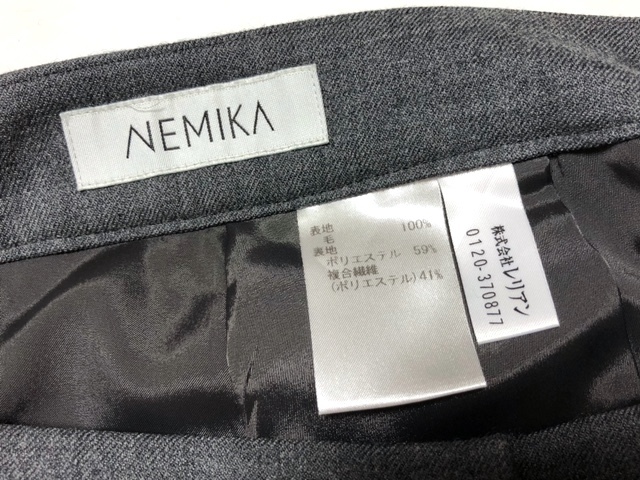 NEMIKA
表地 100%
毛
裏地
ポリエステル 59%
複合繊維
(ポリエステル)41%
株式会社レリアン
0120-370877